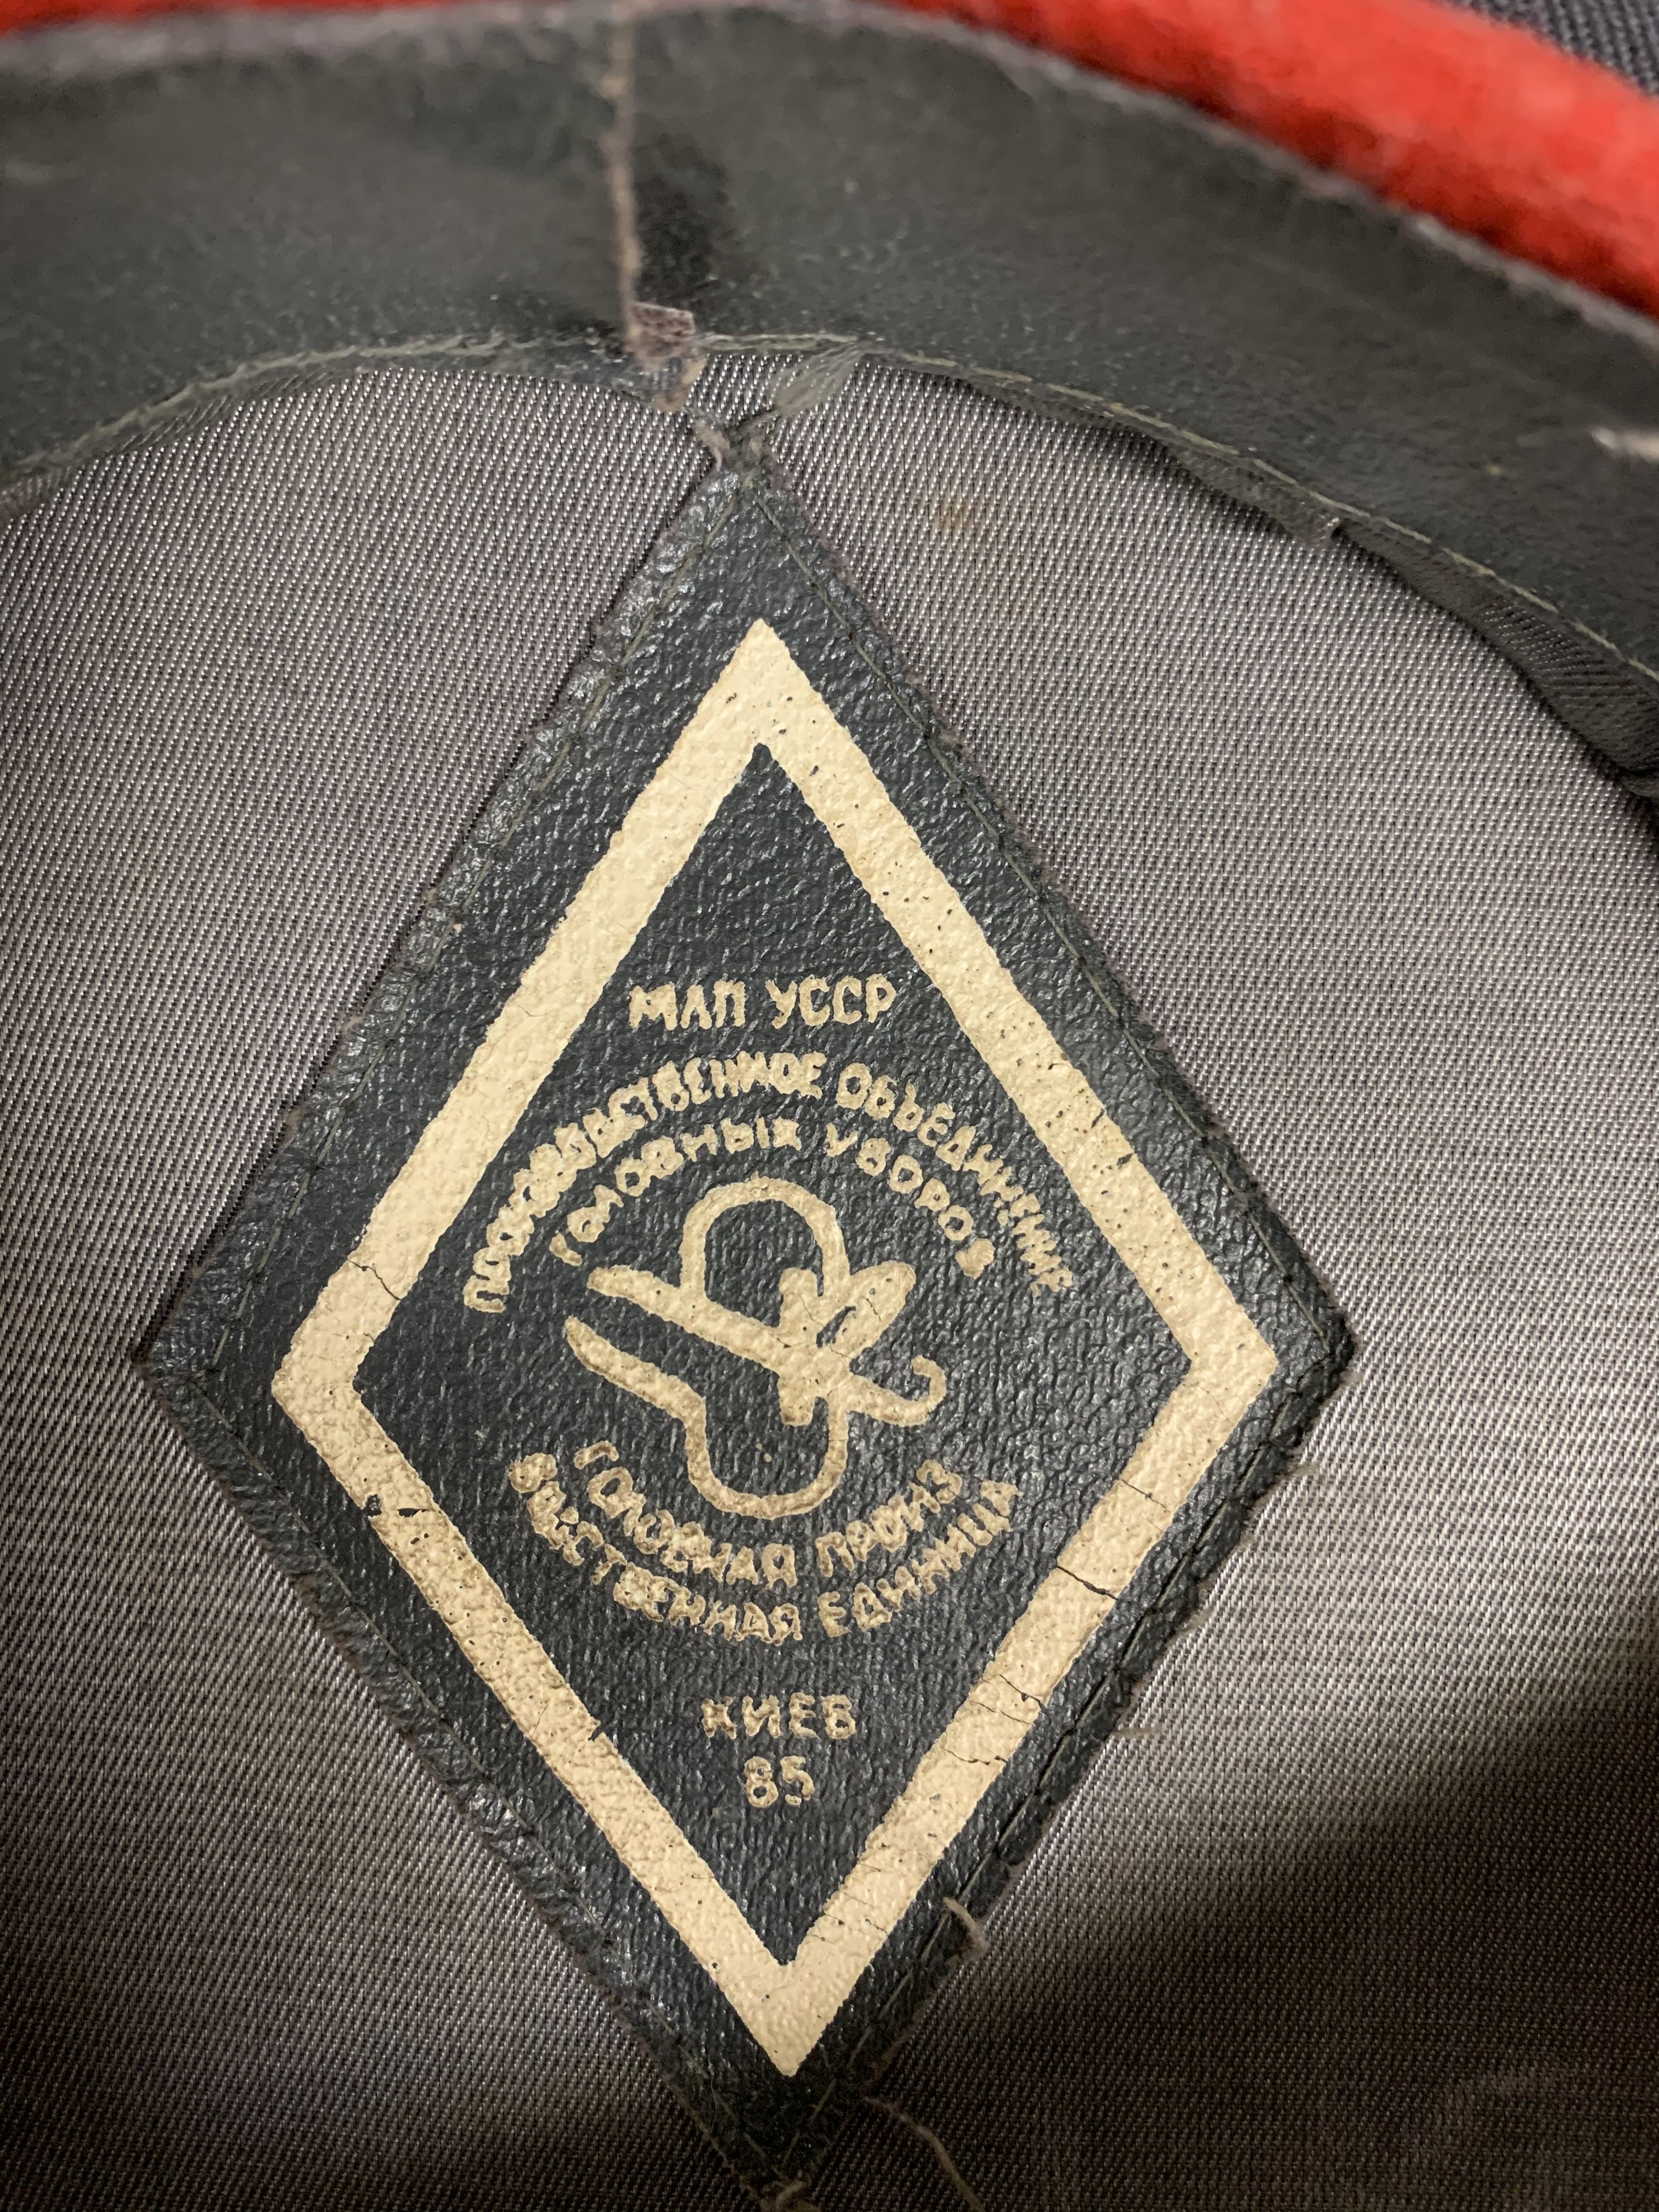 МЛП УССР
ПРОИЗВОДСТВЕННОЕ ОБЪЕДИНЕНИЕ
ГОЛОВНЫХ УБОРОВ
ГОЛОВНАЯ ПРОИЗ
ВОДСТВЕННАЯ ЕДИНИЦА
КИЕВ
85